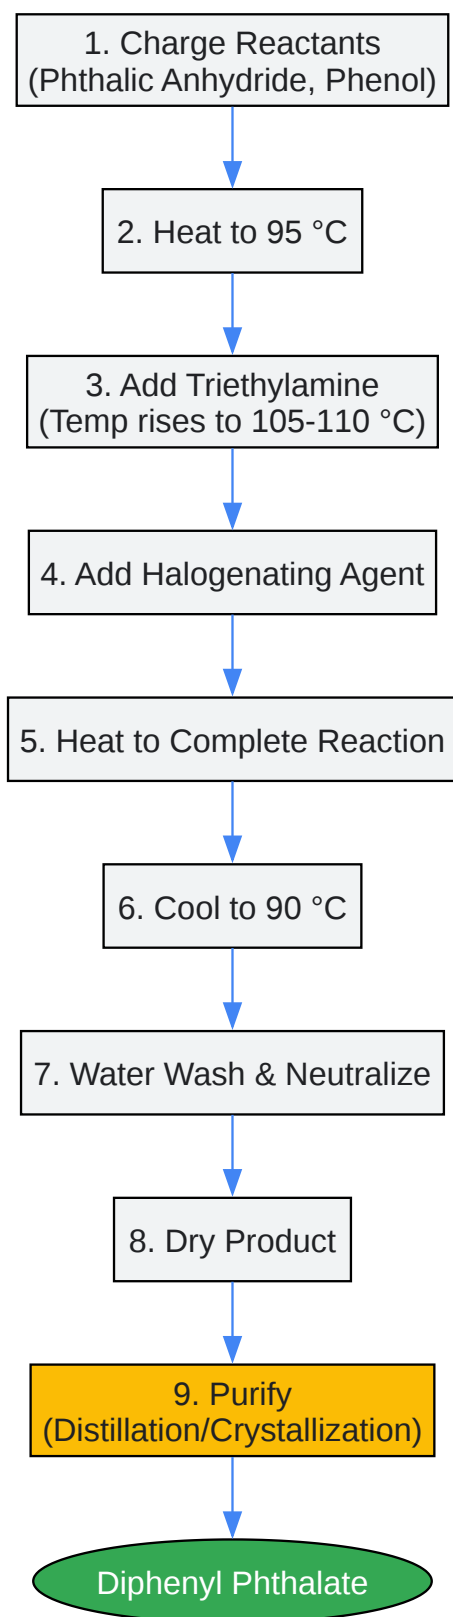 1. Charge Reactants
(Phthalic Anhydride, Phenol)
2. Heat to 95 °C
3. Add Triethylamine
(Temp rises to 105-110 °C)
4. Add Halogenating Agent
5. Heat to Complete Reaction
6. Cool to 90 °C
7. Water Wash & Neutralize
8. Dry Product
9. Purify
(Distillation/Crystallization)
Diphenyl Phthalate